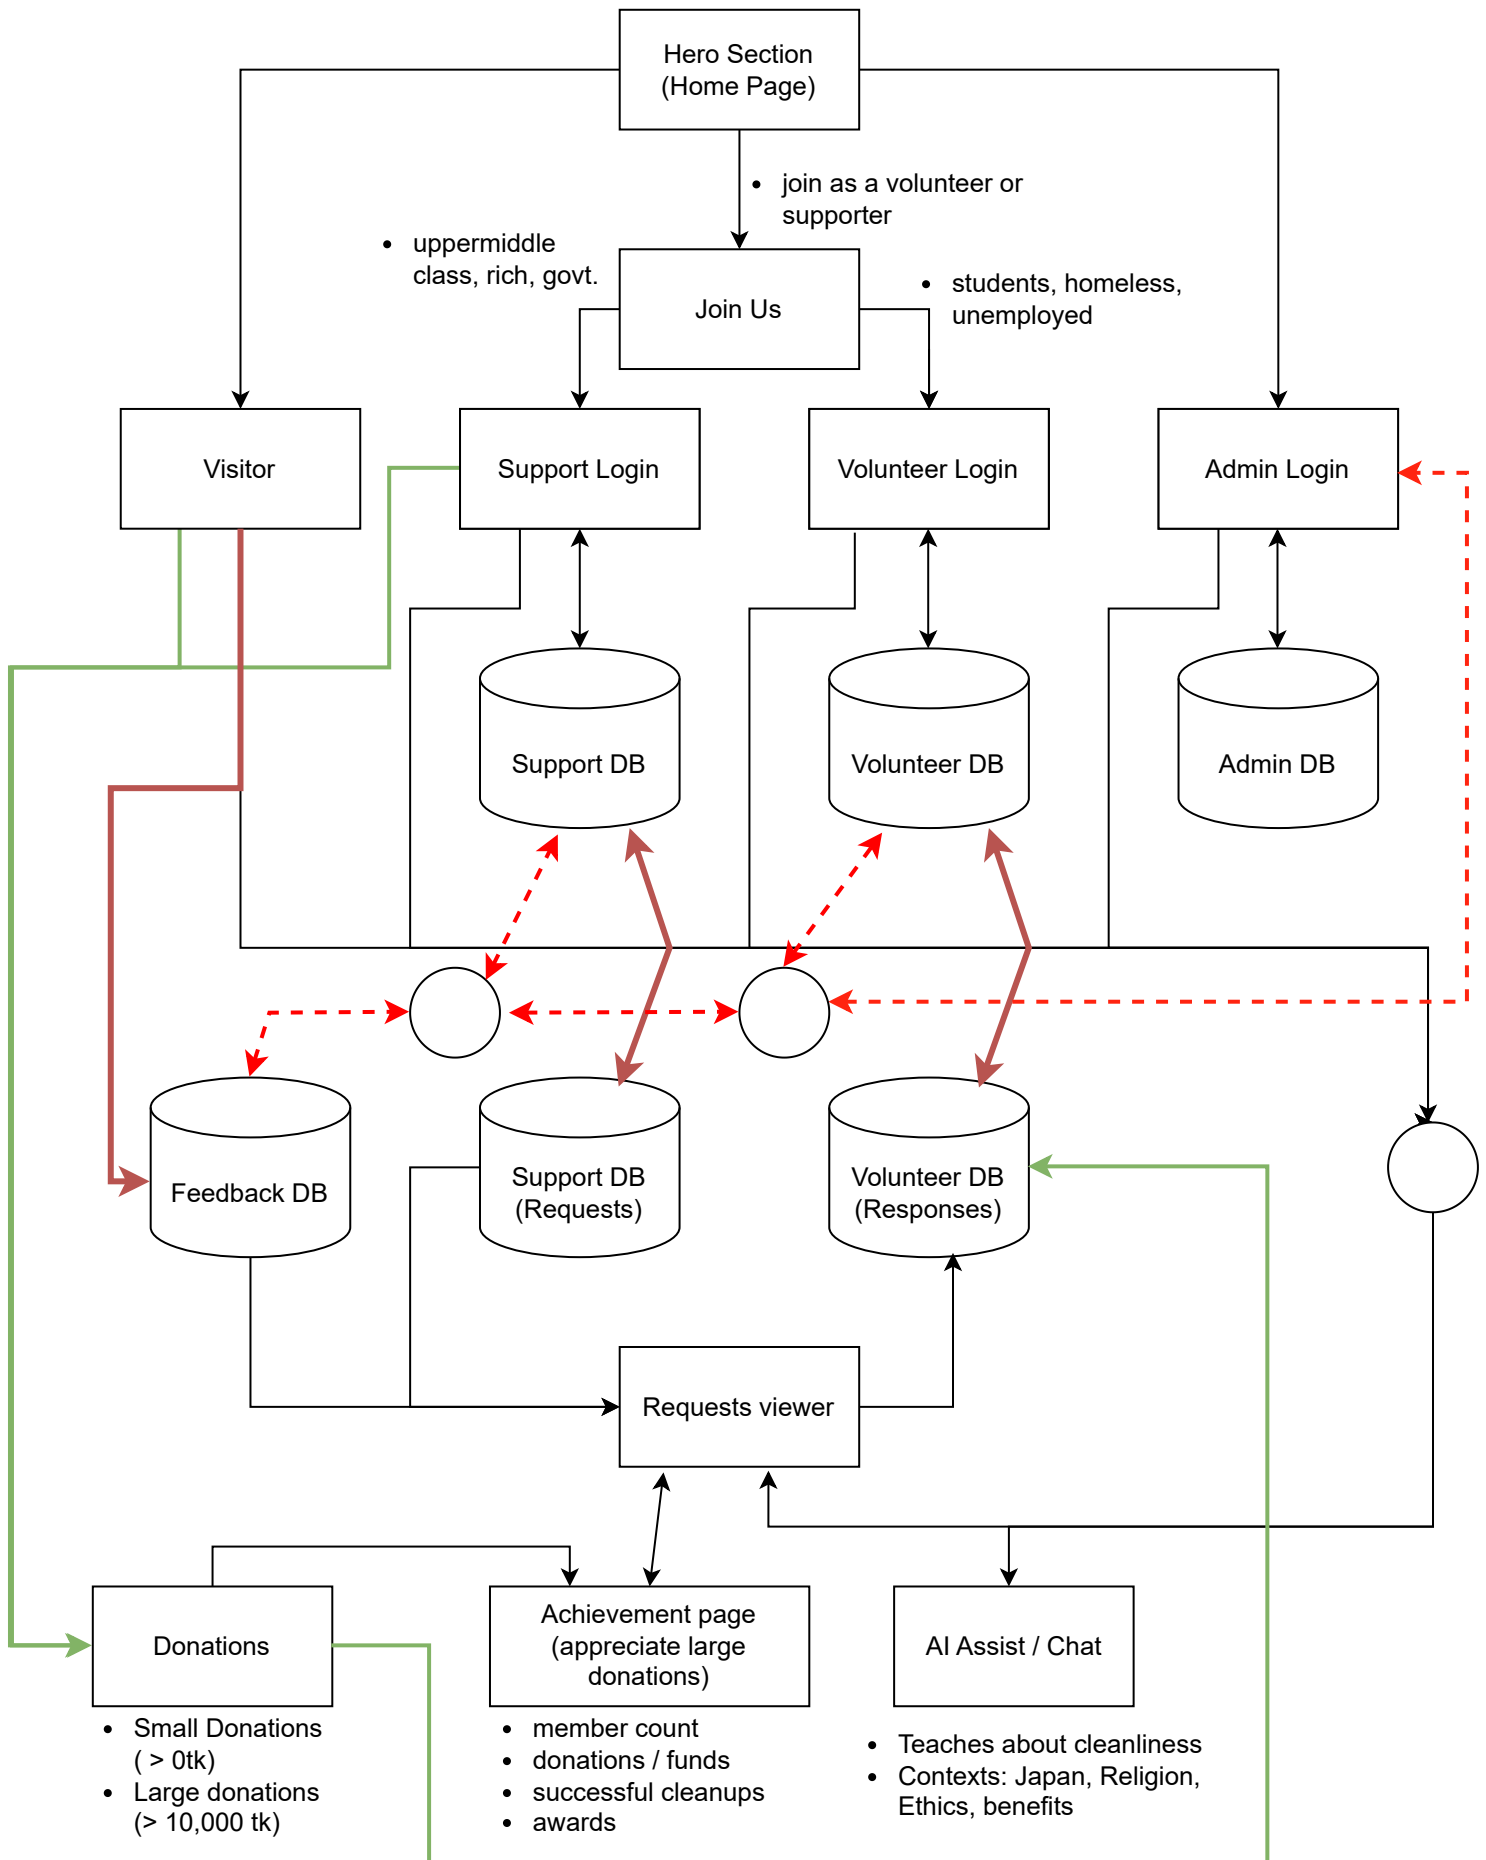 Hero Section
(Home Page)
• join as a volunteer or
supporter
• uppermiddle
class, rich, govt.
Join Us
• students, homeless,
unemployed
Visitor
Support Login
Volunteer Login
Admin Login
Support DB
Volunteer DB
Admin DB
Feedback DB
Support DB
(Requests)
Volunteer DB
(Responses)
Requests viewer
Donations
Achievement page
(appreciate large
donations)
AI Assist / Chat
• Small Donations
( > 0tk)
• Large donations
(> 10,000 tk)
• member count
• donations / funds
• successful cleanups
• awards
• Teaches about cleanliness
• Contexts: Japan, Religion,
Ethics, benefits